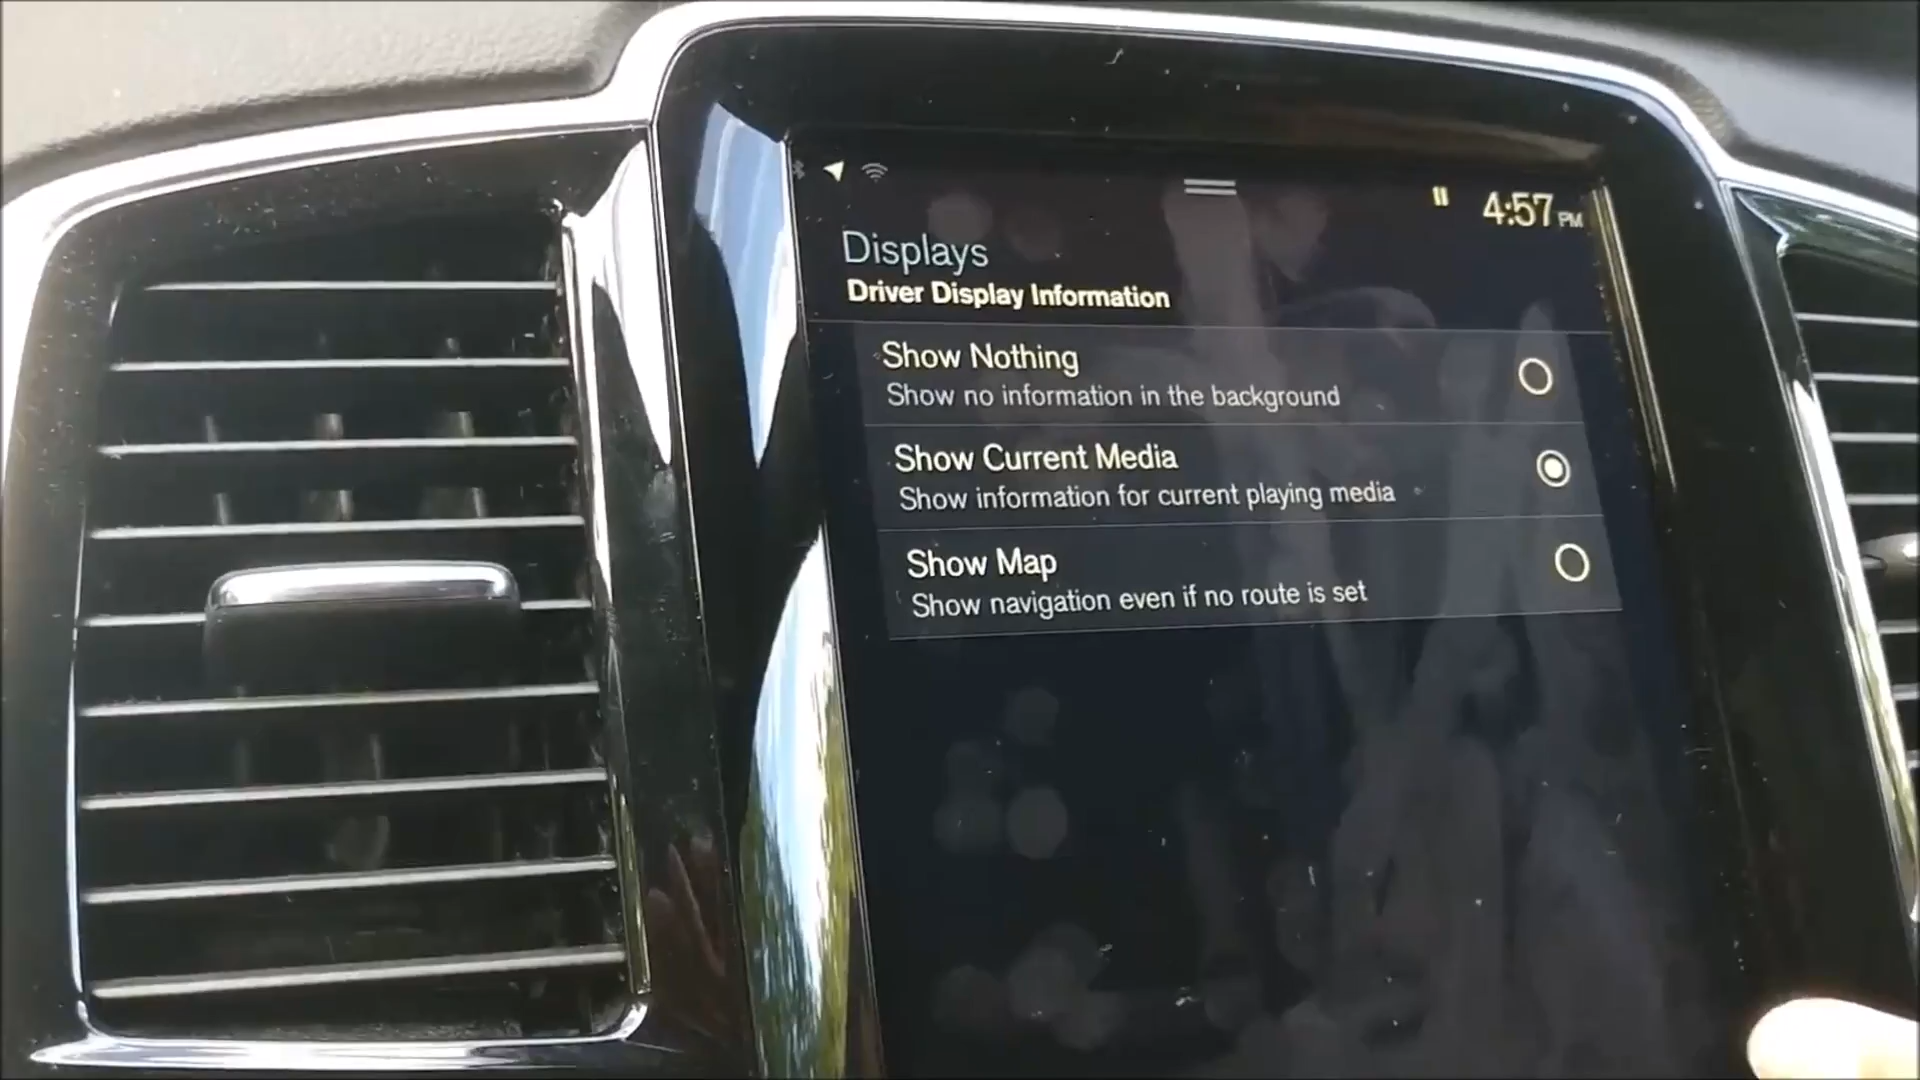 4:57 PM
Displays
Driver Display Information
Show Nothing
Show no information in the background
Show Current Media
Show information for current playing media
Show Map
Show navigation even if no route is set